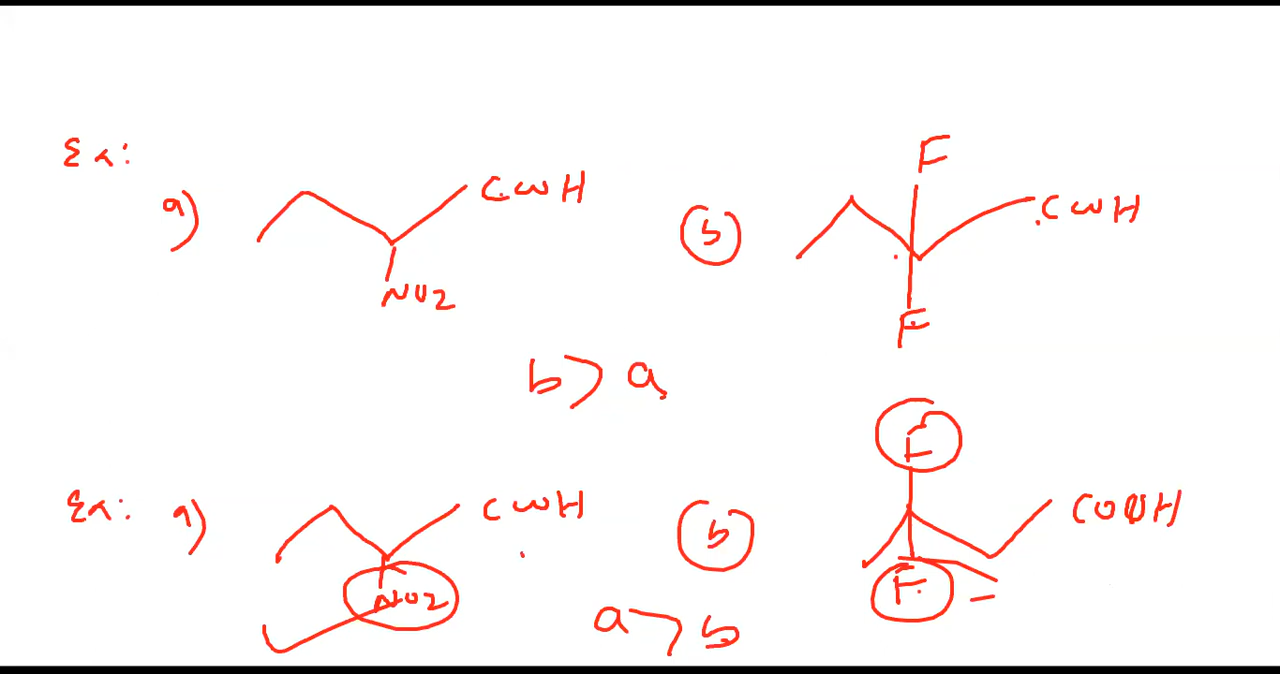 Ex:
a) COOH
NO2
(b) F
COOH
F
b > a
Ex: a) COOH
NO2
(b) F
COOH
F
a > b